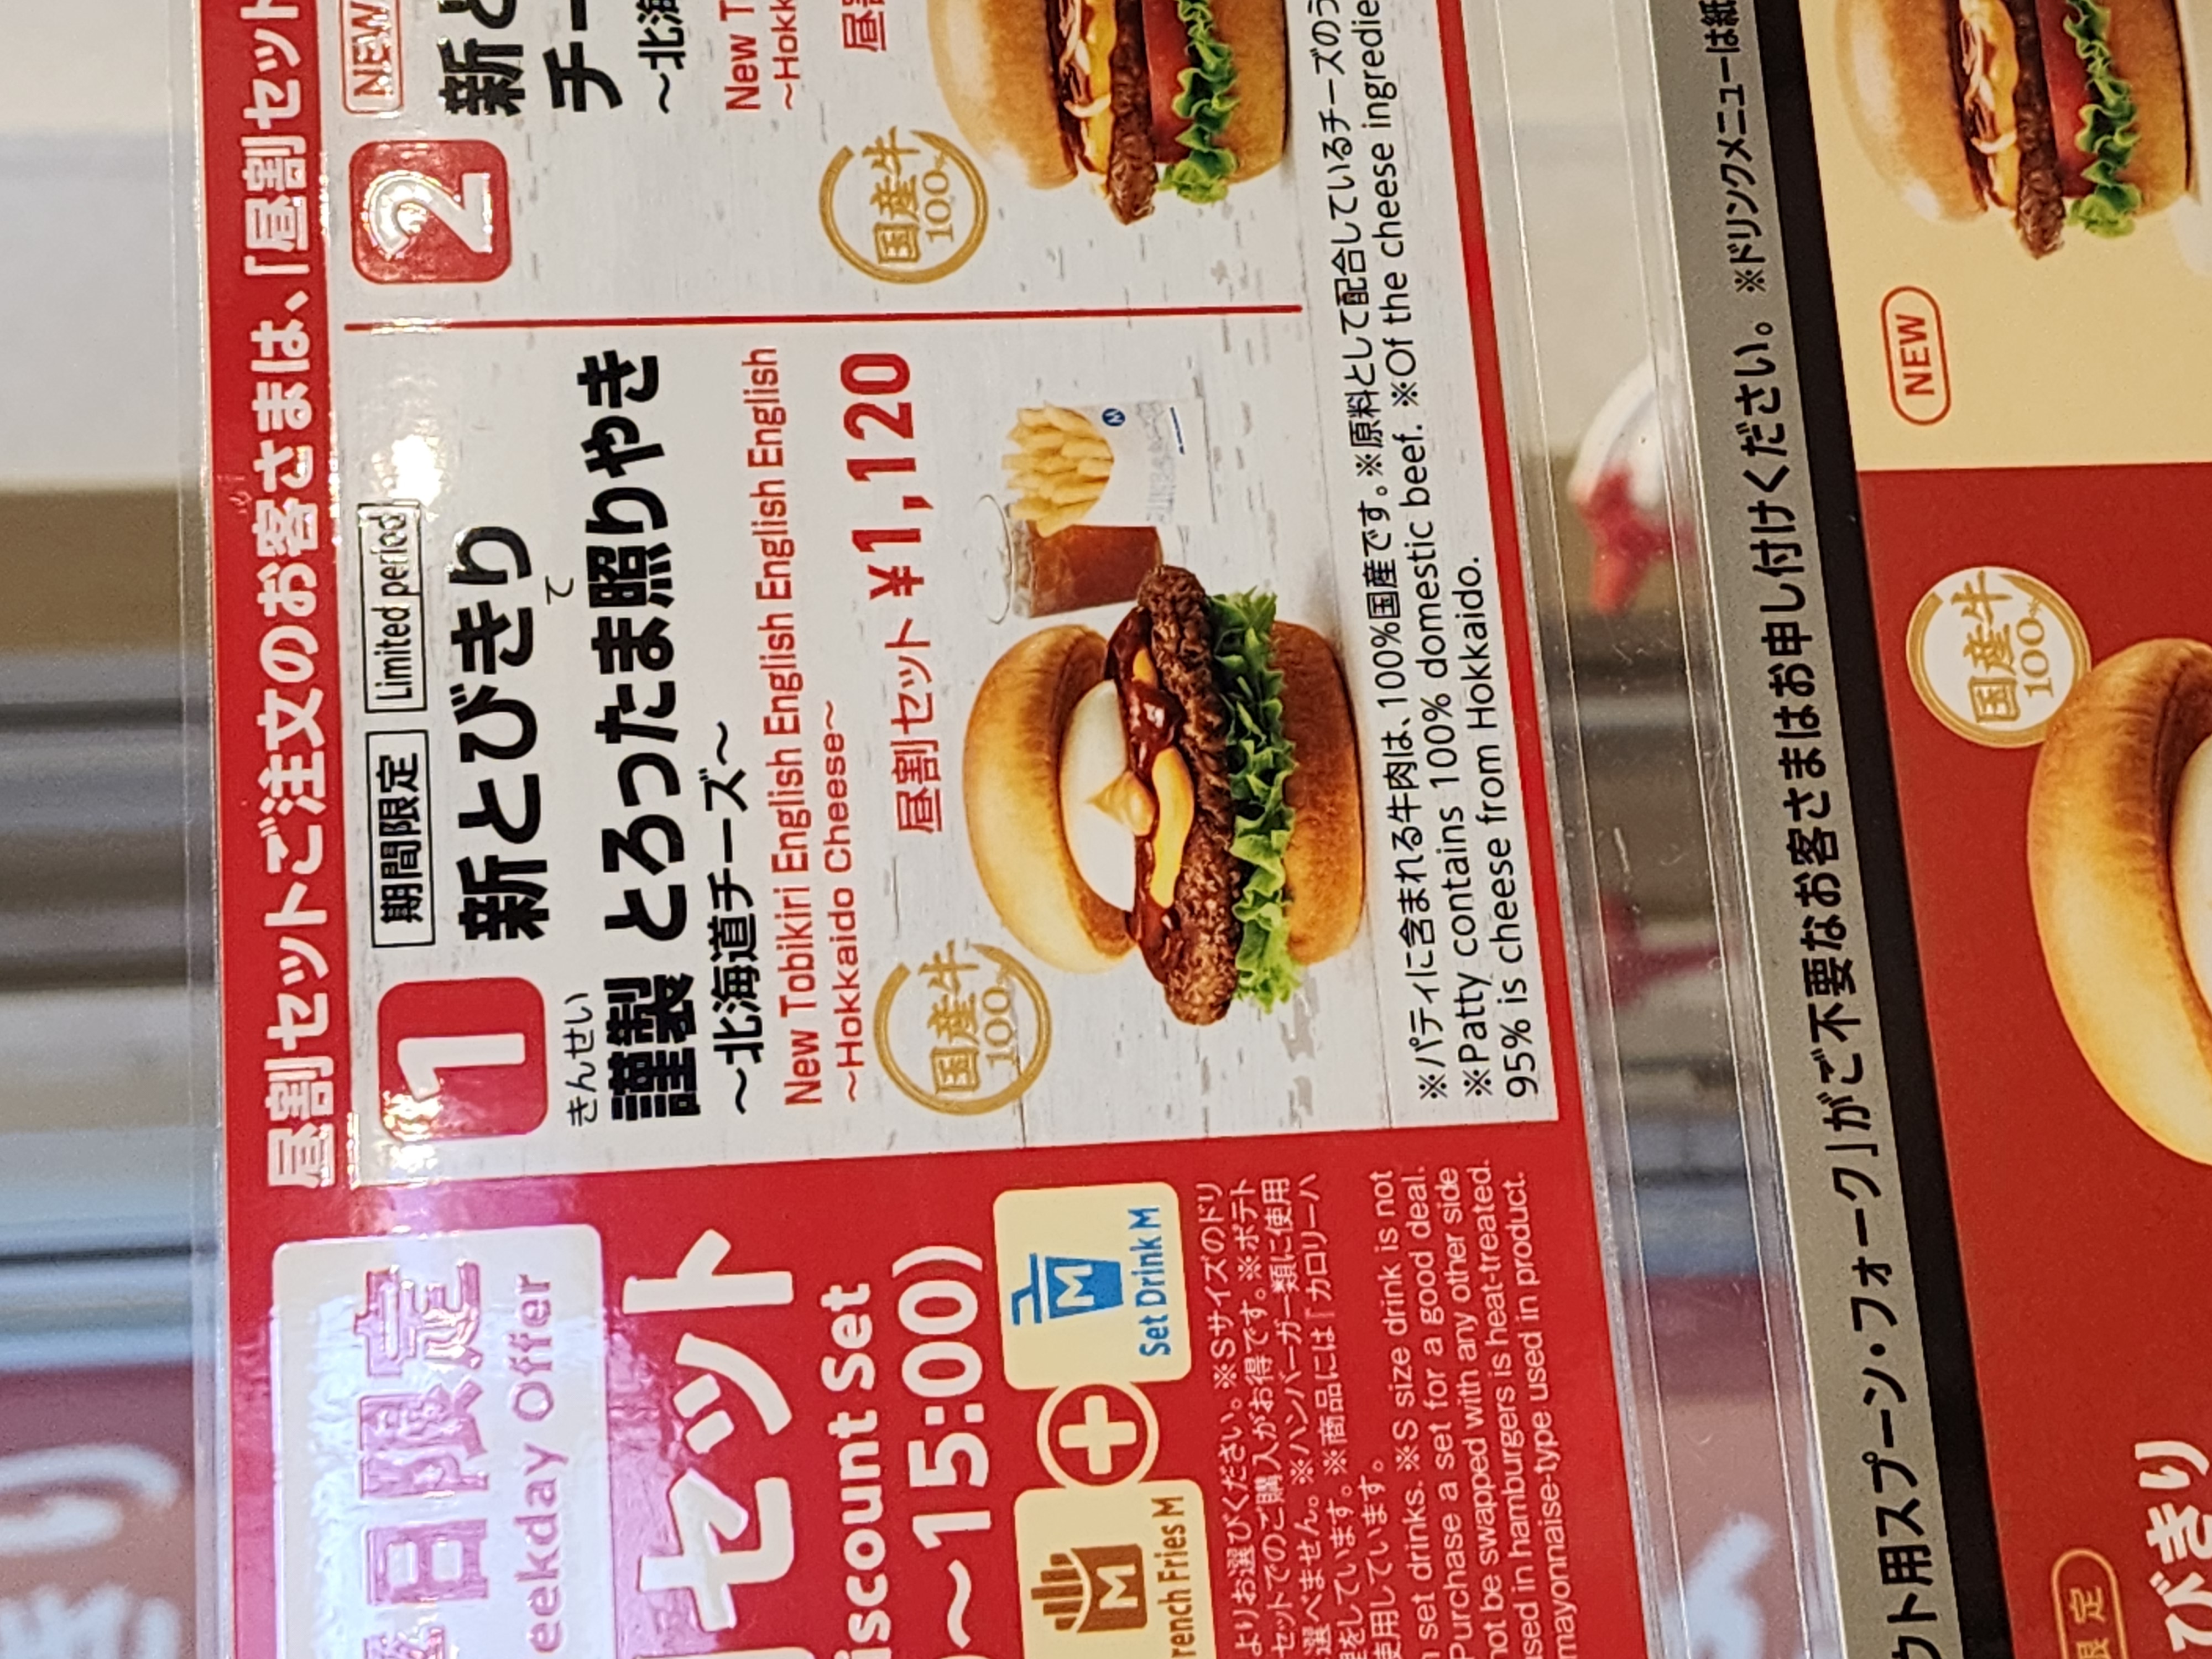 きり
平日限定
eekday Offer
セット
iscount Set
～15:00)
M
rench Fries M
M
Set Drink M
よりお選びください。※Sサイズのドリ
セットでのご購入がお得です。※ポテト
選べません。※ハンバーガー類に使用
をしています。※商品には「カロリーハ
使用しています。
set drinks. ※S size drink is not
Purchase a set for a good deal.
not be swapped with any other side
used in hamburgers is heat-treated.
mayonnaise-type used in product.
昼割セットご注文のお客さまは、「昼割セット
1
期間限定
Limited period
新とびきり
きんせい
て
謹製 とろったま照りやき
～北海道チーズ～
New Tobikiri English English English English
～Hokkaido Cheese～
昼割セット ¥1,120
国産牛
100%
2
NEW
新と
チー
～北海
New T
～Hokk
昼割
国産牛
100%
※パティに含まれる牛肉は、100%国産です。※原料として配合しているチーズのう
※Patty contains 100% domestic beef. ※Of the cheese ingredie
95% is cheese from Hokkaido.
ウト用スプーン・フォーク」がご不要なお客さまはお申し付けください。※ドリンクメニューは紙
国産牛
100%
NEW
限定
びきり